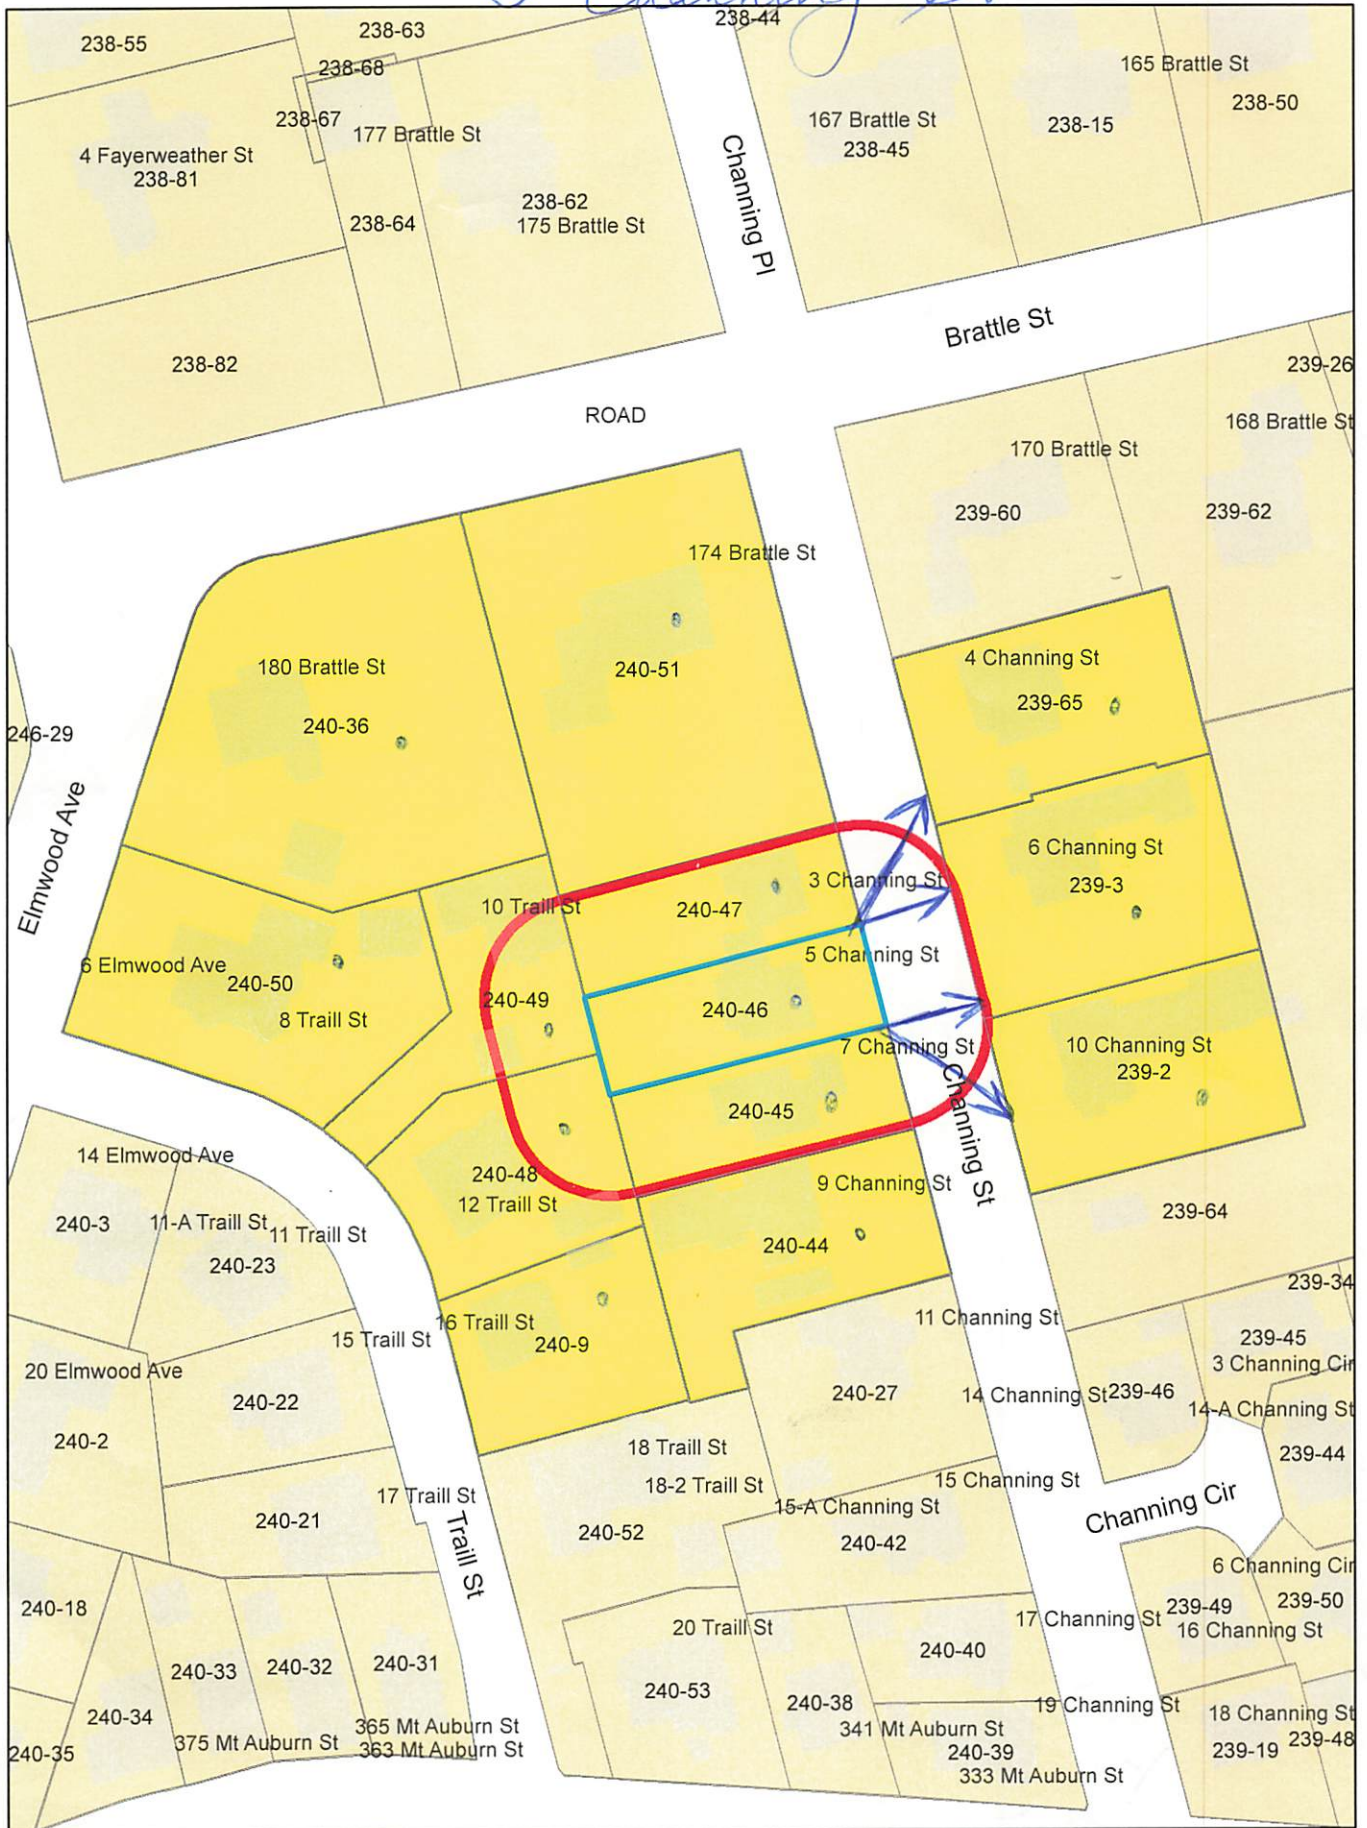 Channing St.
238-44
238-55
238-63
238-68
238-67
177 Brattle St
4 Fayerweather St
238-81
238-64
238-62
175 Brattle St
238-82
Channing Pl
167 Brattle St
238-45
238-15
165 Brattle St
238-50
Brattle St
ROAD
239-26
168 Brattle St
170 Brattle St
239-60
239-62
174 Brattle St
240-51
180 Brattle St
240-36
4 Channing St
239-65
246-29
Elmwood Ave
6 Channing St
239-3
3 Channing St
240-47
10 Traill St
5 Channing St
6 Elmwood Ave
240-50
8 Traill St
240-49
240-46
7 Channing St
10 Channing St
239-2
240-45
Channing St
14 Elmwood Ave
240-48
12 Traill St
9 Channing St
240-3
11-A Traill St
11 Traill St
240-23
239-64
240-44
239-34
16 Traill St
240-9
15 Traill St
11 Channing St
239-45
3 Channing Cir
20 Elmwood Ave
240-22
240-27
14 Channing St
239-46
14-A Channing St
240-2
18 Traill St
239-44
18-2 Traill St
15 Channing St
17 Traill St
15-A Channing St
Channing Cir
240-21
240-52
240-42
Traill St
6 Channing Cir
240-18
239-49
239-50
17 Channing St
16 Channing St
20 Traill St
240-33
240-32
240-31
240-40
240-53
240-38
19 Channing St
18 Channing St
240-34
365 Mt Auburn St
341 Mt Auburn St
375 Mt Auburn St
363 Mt Auburn St
240-35
240-39
239-19
239-48
333 Mt Auburn St